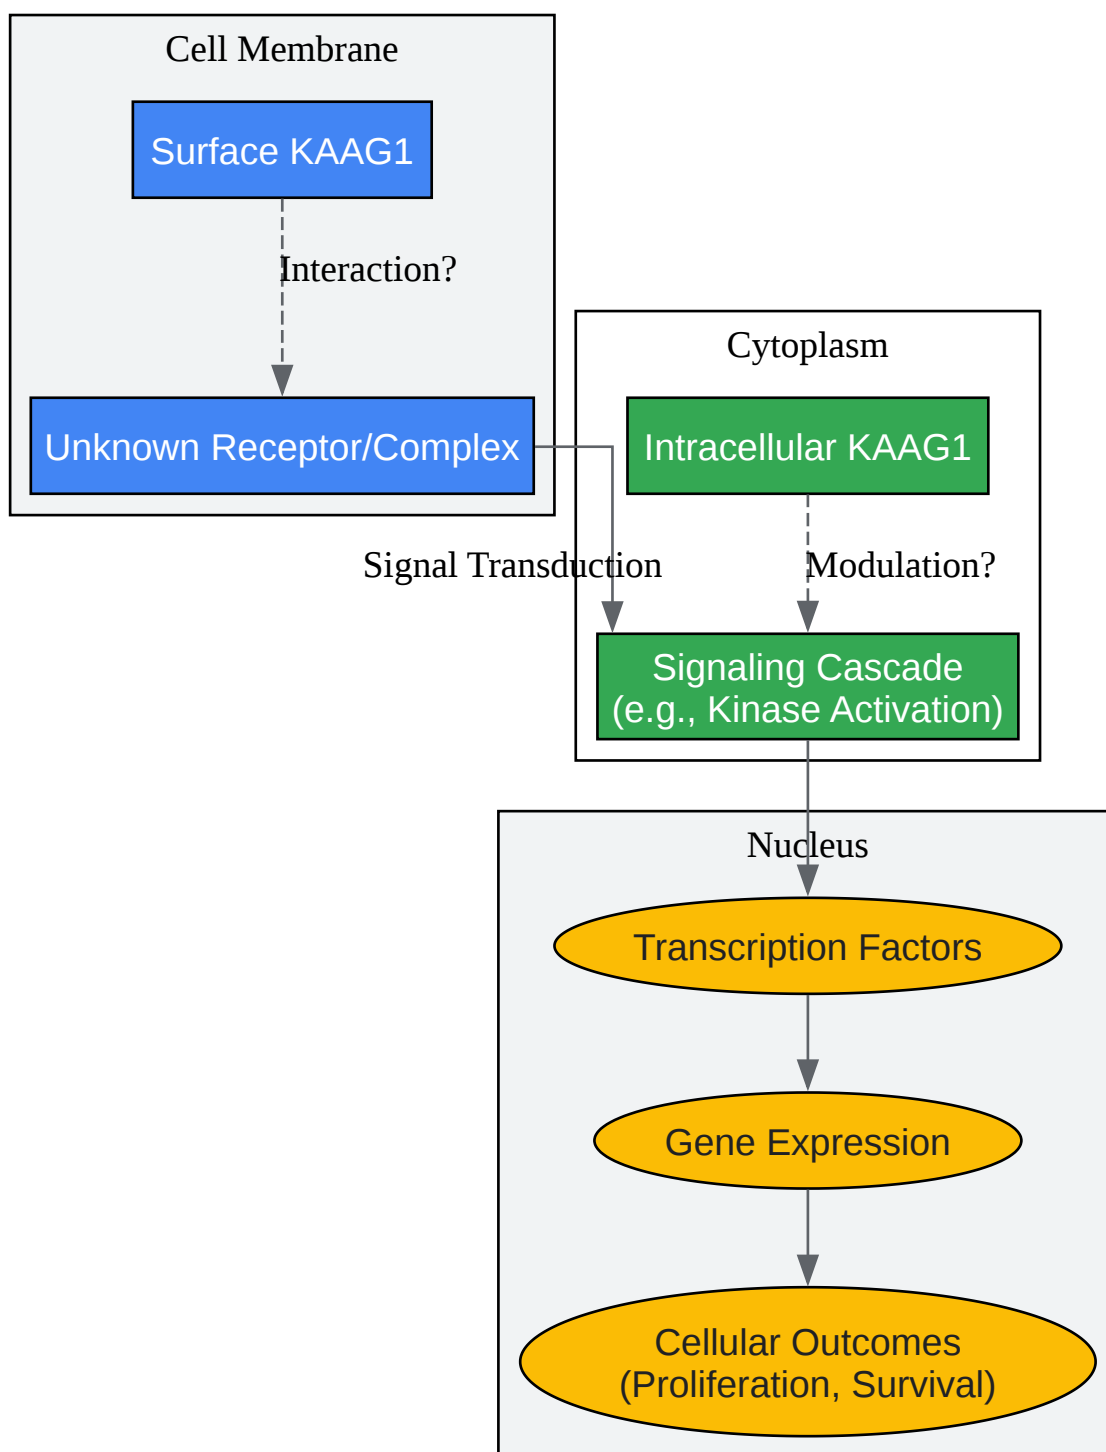 Cell Membrane
Surface KAAG1
Interaction?
Unknown Receptor/Complex
Cytoplasm
Intracellular KAAG1
Signal Transduction
Modulation?
Signaling Cascade
(e.g., Kinase Activation)
Nucleus
Transcription Factors
Gene Expression
Cellular Outcomes
(Proliferation, Survival)